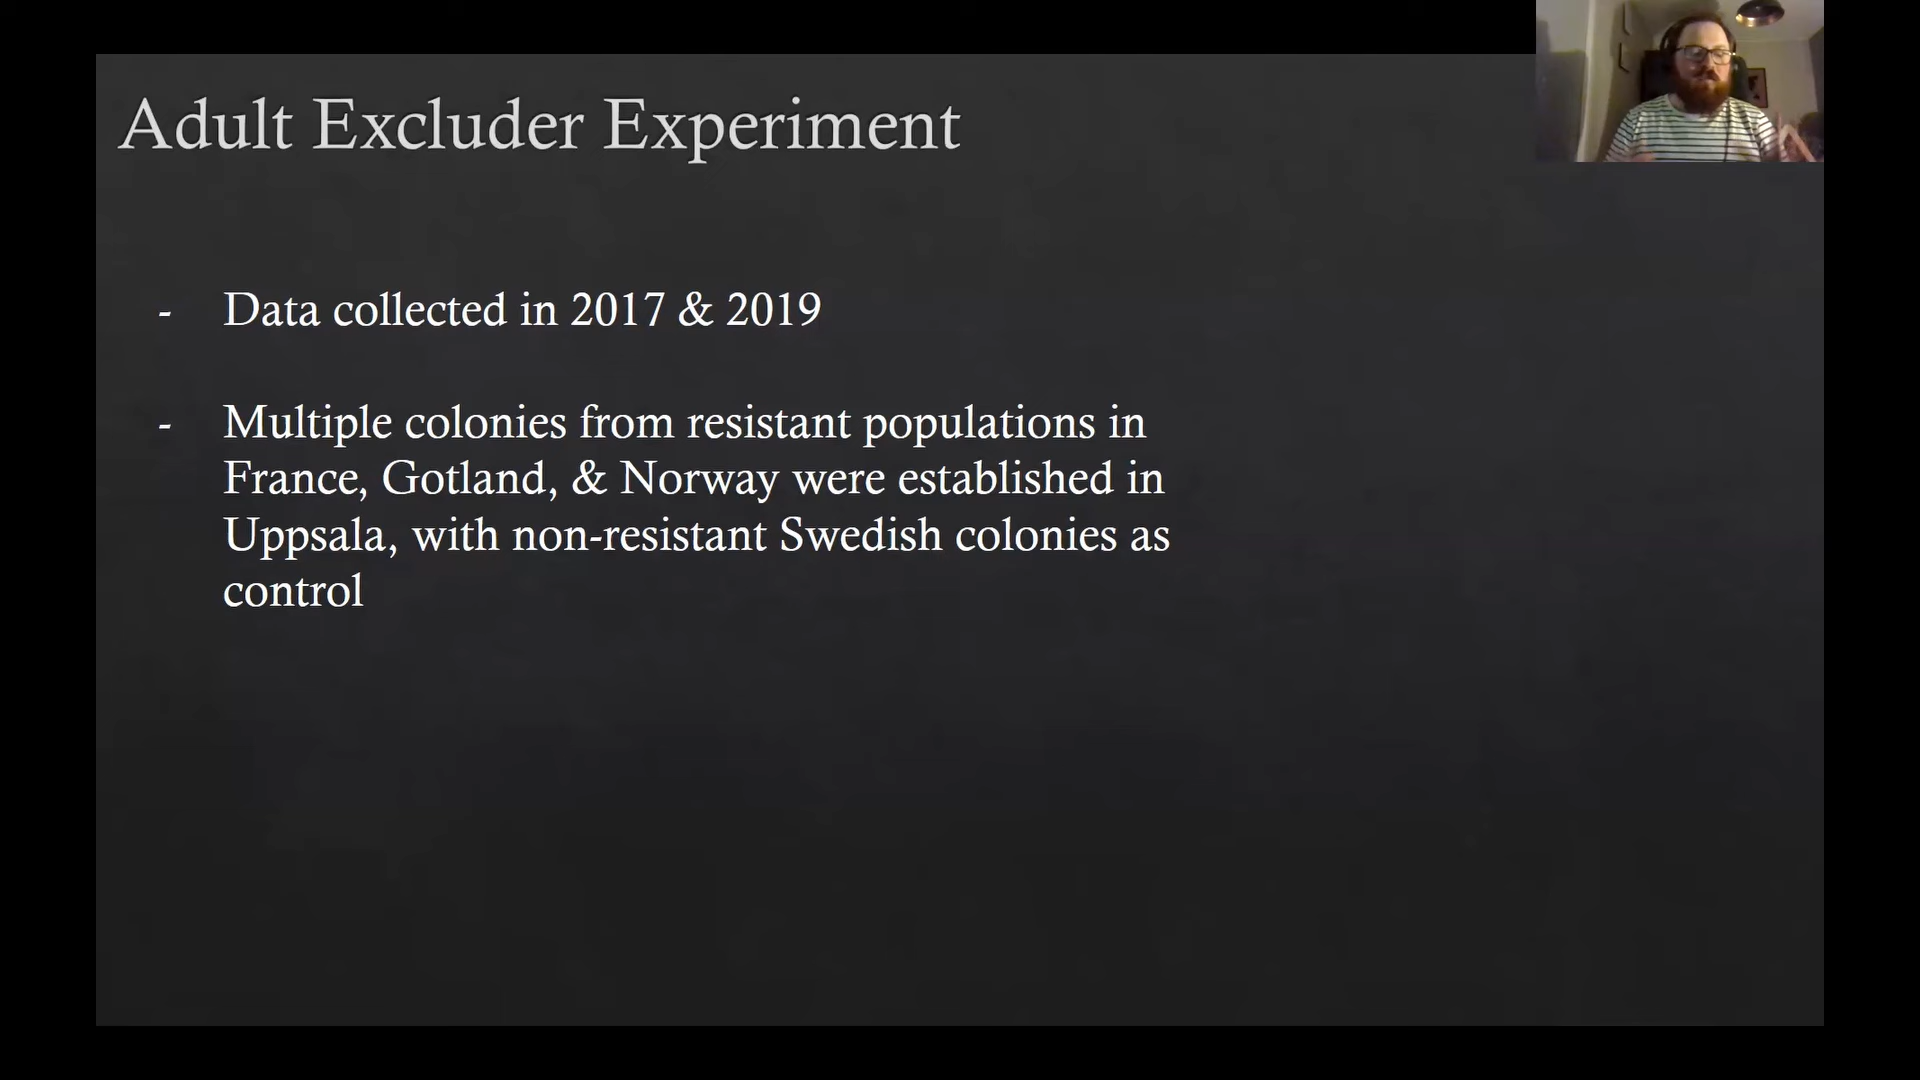 Adult Excluder Experiment
- Data collected in 2017 & 2019
- Multiple colonies from resistant populations in
France, Gotland, & Norway were established in
Uppsala, with non-resistant Swedish colonies as
control